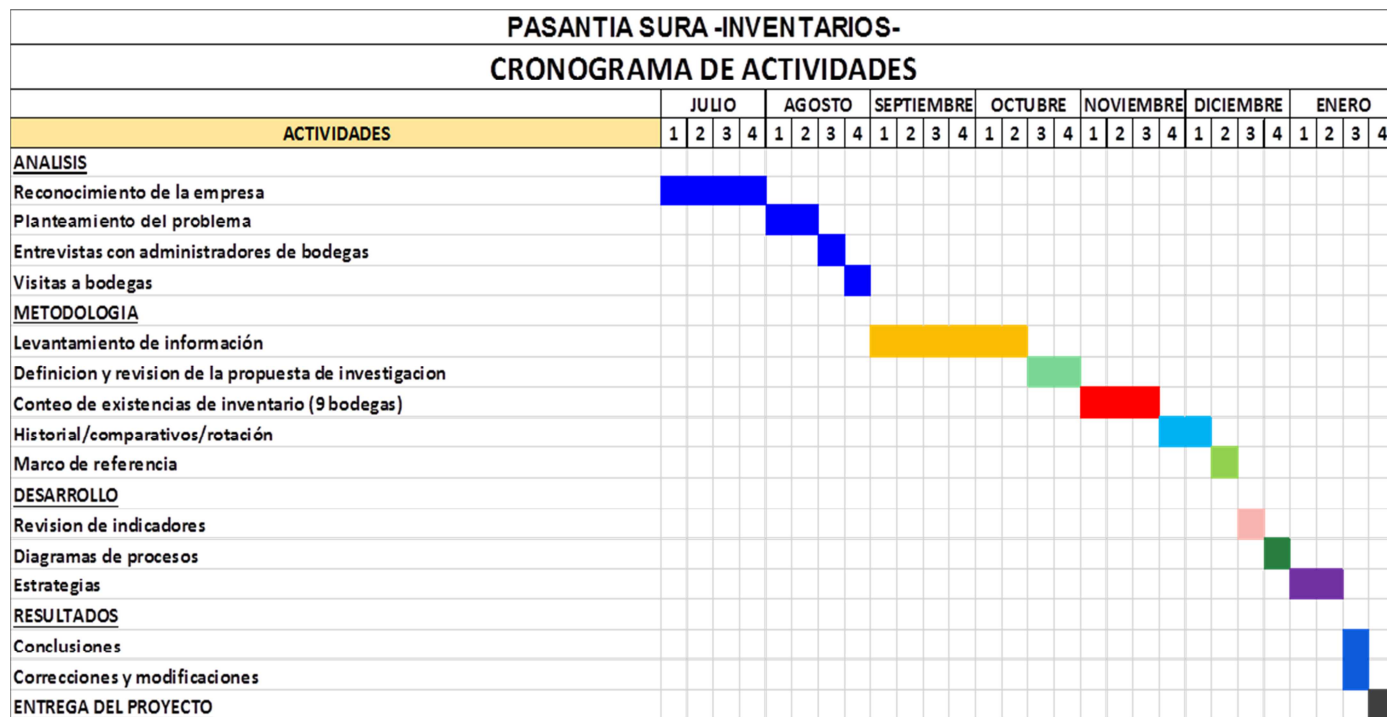 PASANTIA SURA -INVENTARIOS-
CRONOGRAMA DE ACTIVIDADES
JULIO AGOSTO SEPTIEMBRE OCTUBRE NOVIEMBRE DICIEMBRE ENERO
ACTIVIDADES 1 2 3 4 1 2 3 4 1 2 3 4 1 2 3 4 1 2 3 4 1 2 3 4 1 2 3 4
ANALISIS
Reconocimiento de la empresa
Planteamiento del problema
Entrevistas con administradores de bodegas
Visitas a bodegas
METODOLOGIA
Levantamiento de información
Definicion y revision de la propuesta de investigacion
Conteo de existencias de inventario (9 bodegas)
Historial/comparativos/rotación
Marco de referencia
DESARROLLO
Revision de indicadores
Diagramas de procesos
Estrategias
RESULTADOS
Conclusiones
Correcciones y modificaciones
ENTREGA DEL PROYECTO